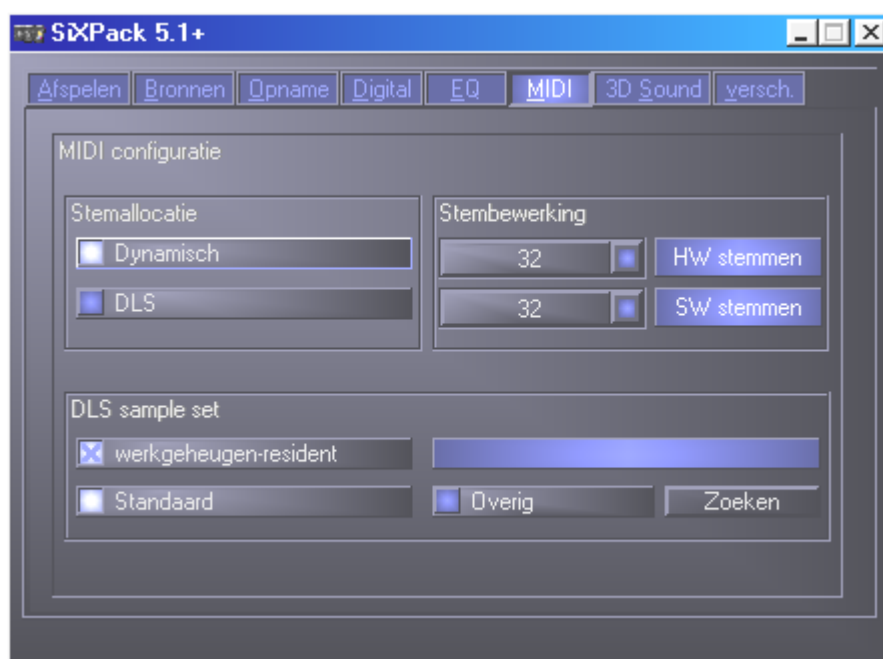 SiXPack 5.1+
Afspelen Bronnen Opname Digital EQ MIDI 3D Sound versch.
MIDI configuratie
Stemallocatie
Dynamisch
DLS
Stembewerking
32 HW stemmen
32 SW stemmen
DLS sample set
werkgeheugen-resident
Standaard Overig Zoeken